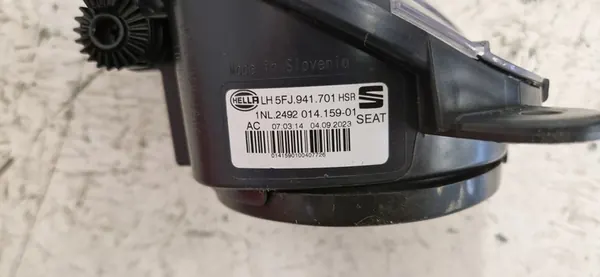 Made in Slovenia
HELLA LH 5FJ.941.701 HSR
1NL.2492 014.159-01
AC 07.03.14 04.09.2023 SEAT
0141590100407726